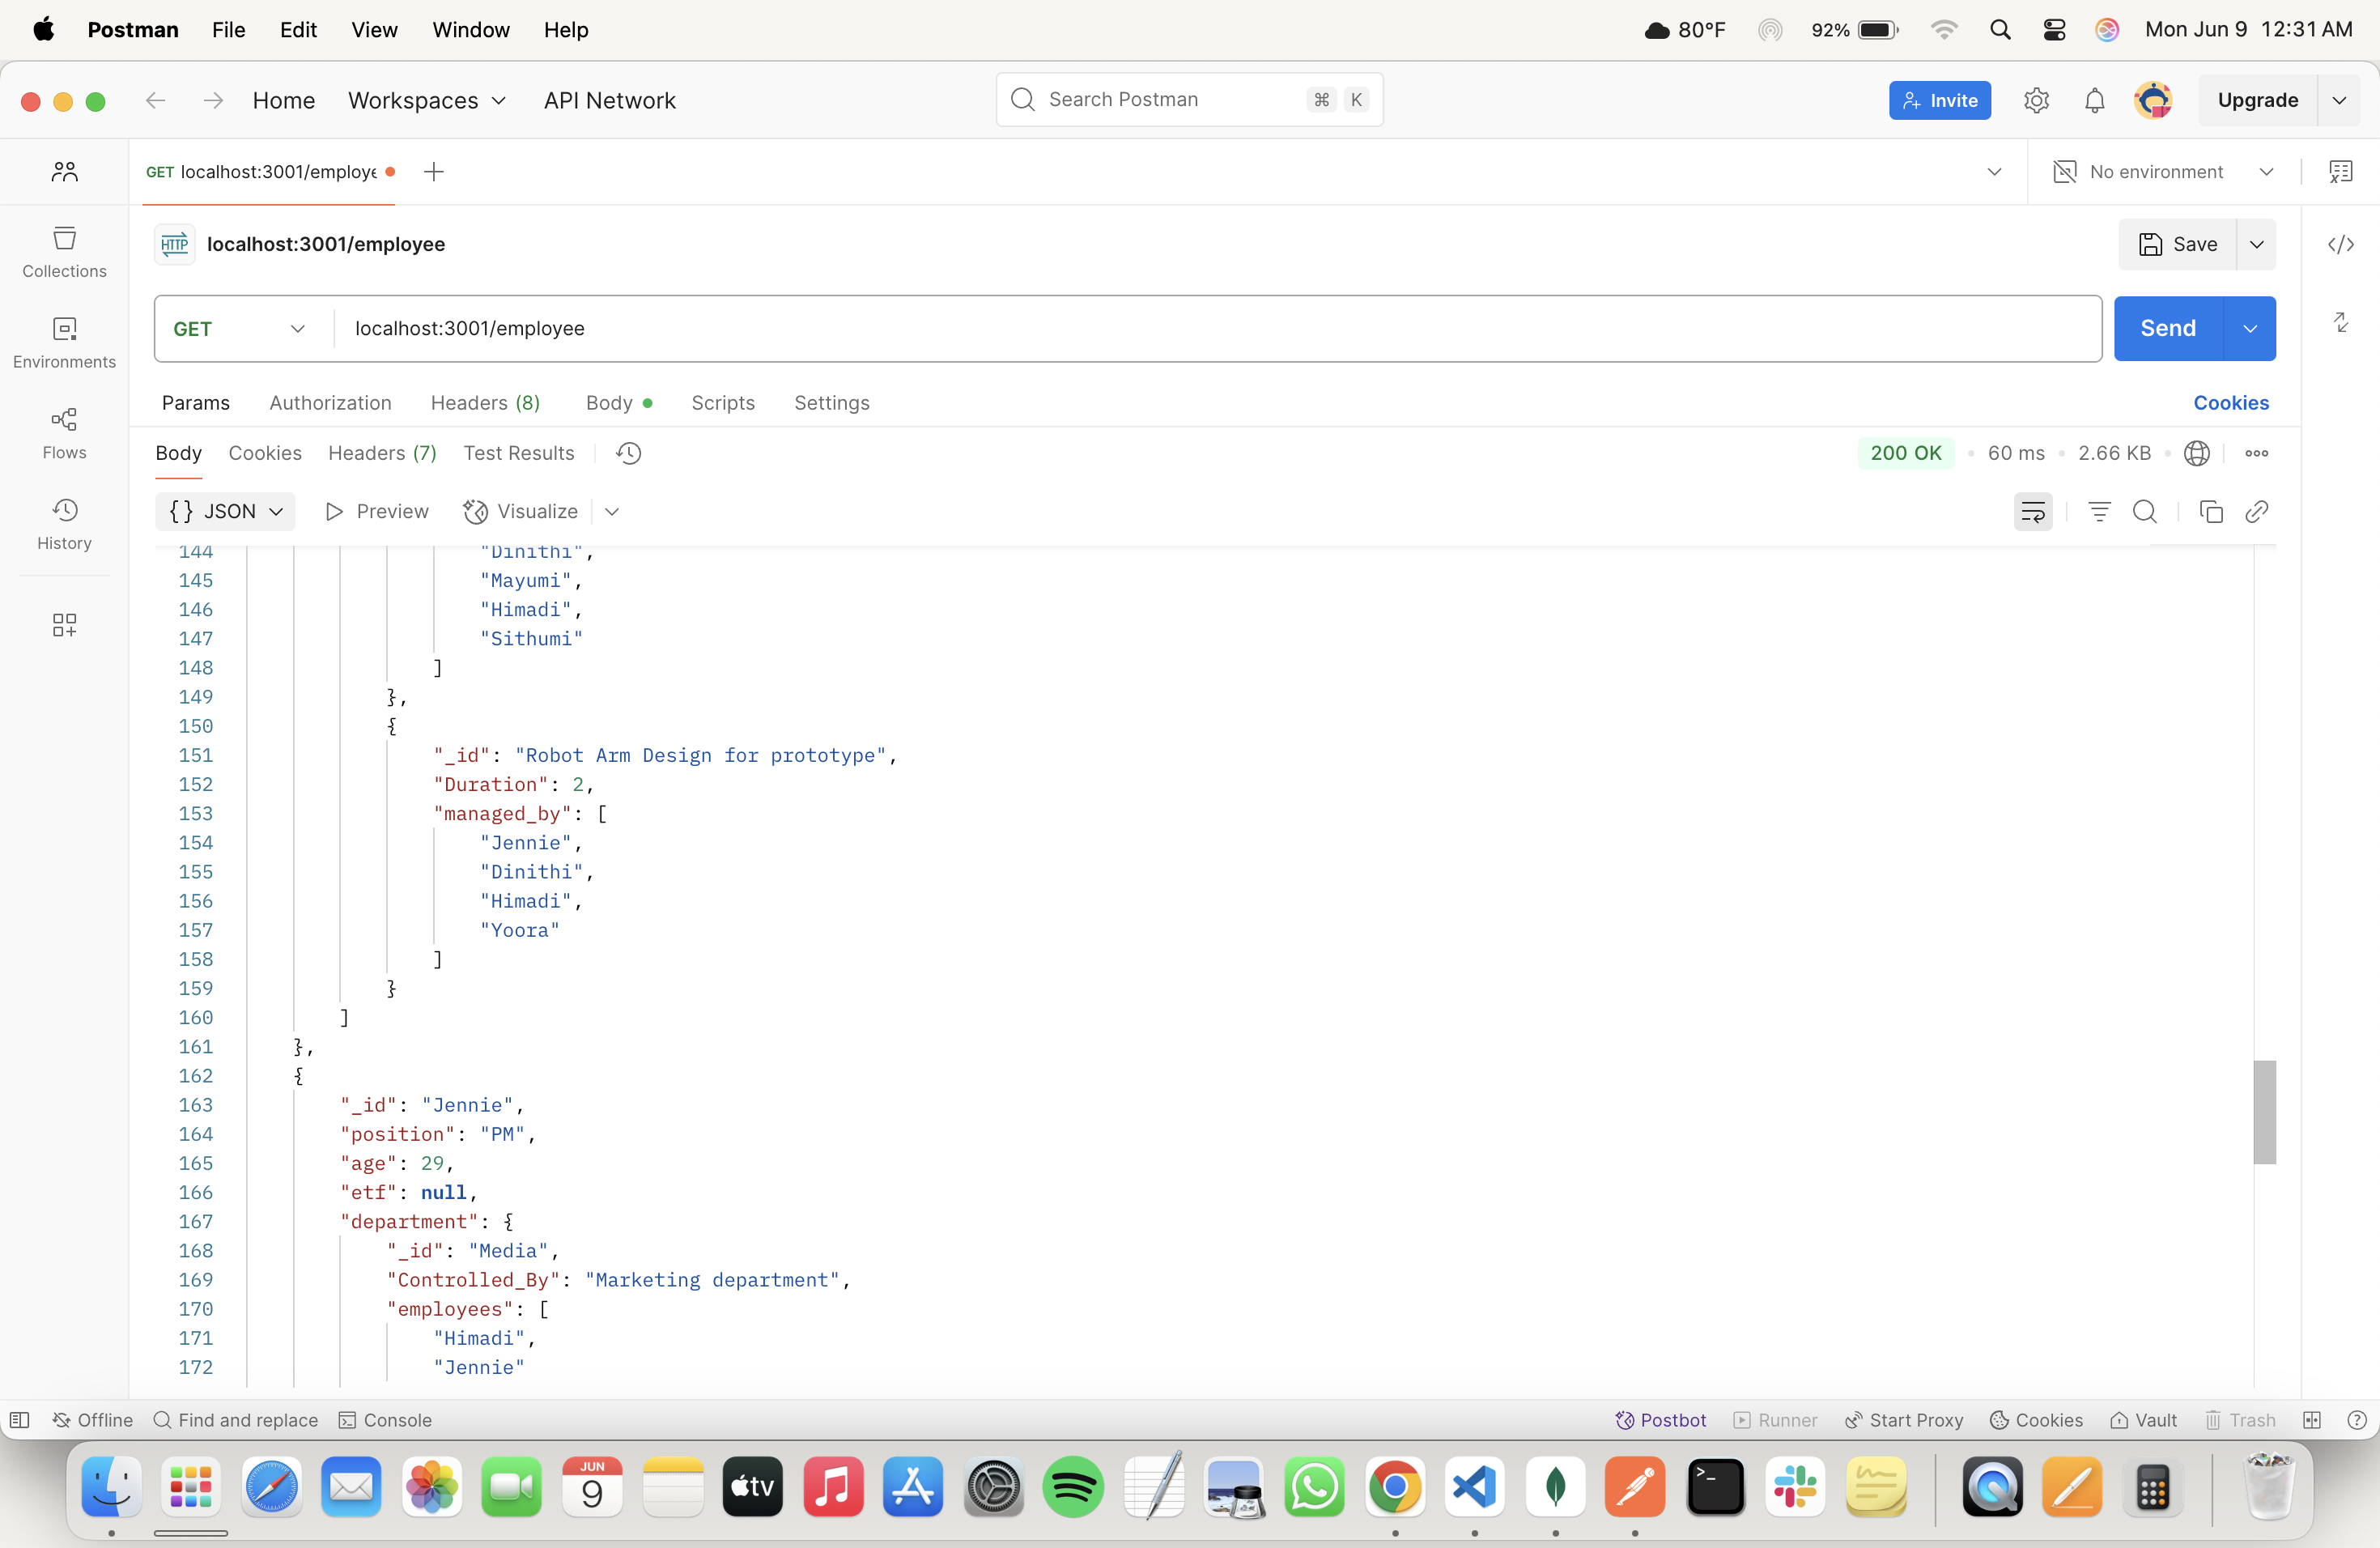 Postman File Edit View Window Help 80°F 92% Mon Jun 9 12:31 AM
Home Workspaces API Network Search Postman ⌘ K Invite Upgrade
GET localhost:3001/employe No environment
HTTP localhost:3001/employee Save
Collections
GET localhost:3001/employee Send
Environments
Params Authorization Headers (8) Body Scripts Settings Cookies
Flows
Body Cookies Headers (7) Test Results 200 OK 60 ms 2.66 KB
{} JSON Preview Visualize
History
144 "Dinithi",
145 "Mayumi",
146 "Himadi",
147 "Sithumi"
148 ]
149 },
150 {
151 "_id": "Robot Arm Design for prototype",
152 "Duration": 2,
153 "managed_by": [
154 "Jennie",
155 "Dinithi",
156 "Himadi",
157 "Yoora"
158 ]
159 }
160 ]
161 },
162 {
163 "_id": "Jennie",
164 "position": "PM",
165 "age": 29,
166 "etf": null,
167 "department": {
168 "_id": "Media",
169 "Controlled_By": "Marketing department",
170 "employees": [
171 "Himadi",
172 "Jennie"
Offline Find and replace Console Postbot Runner Start Proxy Cookies Vault Trash
JUN
9
tv